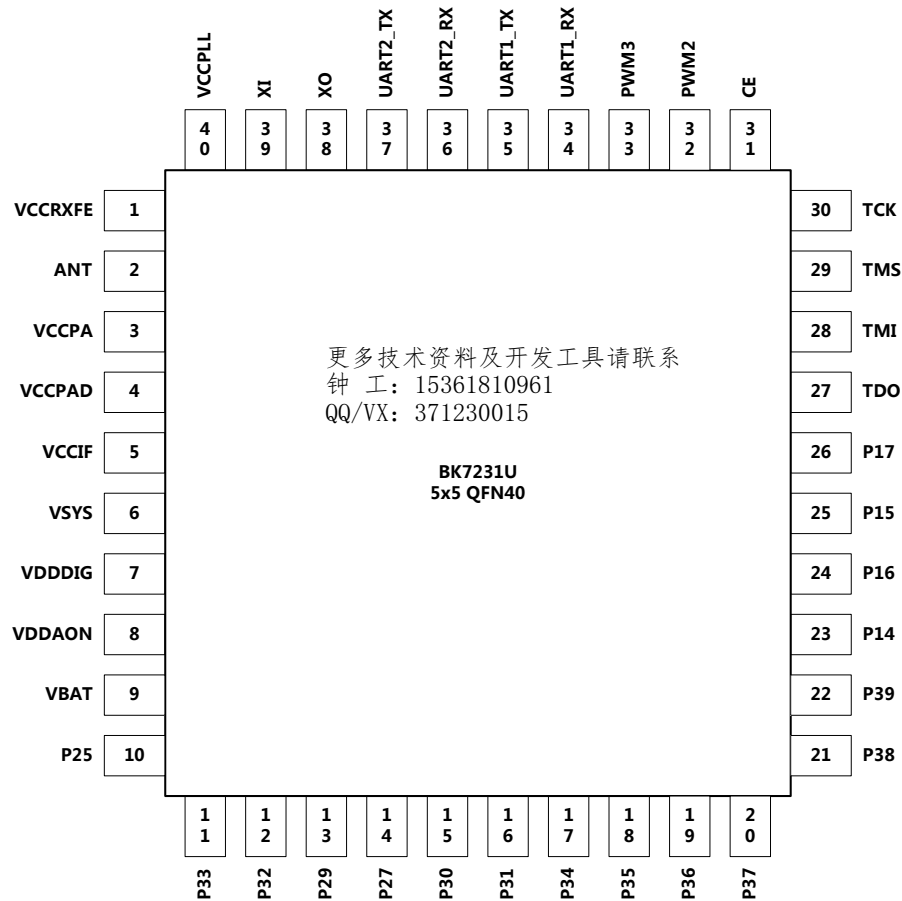 VCCPLL
XI
XO
UART2_TX
UART2_RX
UART1_TX
UART1_RX
PWM3
PWM2
CE
40
39
38
37
36
35
34
33
32
31
VCCRXFE 1
30 TCK
ANT 2
29 TMS
VCCPA 3
28 TMI
VCCPAD 4
27 TDO
VCCIF 5
26 P17
VSYS 6
25 P15
VDDDIG 7
24 P16
VDDAON 8
23 P14
VBAT 9
22 P39
P25 10
21 P38
更多技术资料及开发工具请联系
钟 工：15361810961
QQ/VX：371230015
BK7231U
5x5 QFN40
11
12
13
14
15
16
17
18
19
20
P33
P32
P29
P27
P30
P31
P34
P35
P36
P37